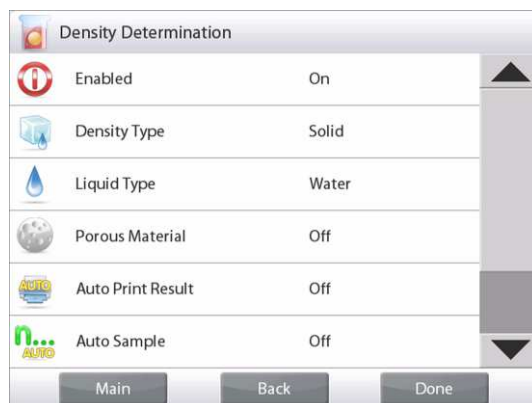 Density Determination
Enabled On
Density Type Solid
Liquid Type Water
Porous Material Off
AUTO Auto Print Result Off
n... AUTO Auto Sample Off
Main Back Done